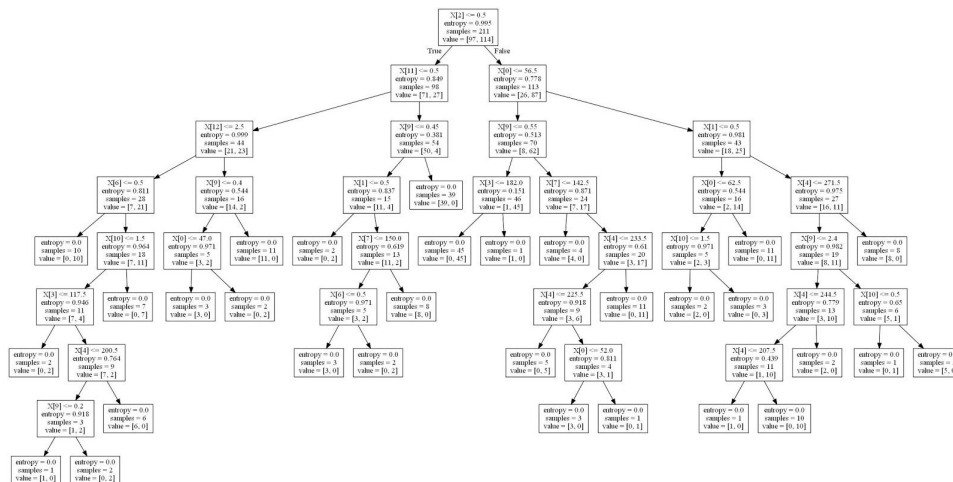 X[2] <= 0.5
entropy = 0.995
samples = 211
value = [97, 114]
True
False
X[11] <= 0.5
entropy = 0.849
samples = 98
value = [71, 27]
X[0] <= 56.5
entropy = 0.778
samples = 113
value = [26, 87]
X[12] <= 2.5
entropy = 0.999
samples = 44
value = [21, 23]
X[9] <= 0.45
entropy = 0.381
samples = 54
value = [50, 4]
X[9] <= 0.55
entropy = 0.513
samples = 70
value = [8, 62]
X[1] <= 0.5
entropy = 0.981
samples = 43
value = [18, 25]
X[6] <= 0.5
entropy = 0.811
samples = 28
value = [7, 21]
X[9] <= 0.4
entropy = 0.544
samples = 16
value = [14, 2]
X[1] <= 0.5
entropy = 0.837
samples = 15
value = [11, 4]
entropy = 0.0
samples = 39
value = [39, 0]
X[3] <= 182.0
entropy = 0.151
samples = 46
value = [1, 45]
X[7] <= 142.5
entropy = 0.871
samples = 24
value = [7, 17]
X[0] <= 62.5
entropy = 0.544
samples = 16
value = [2, 14]
X[4] <= 271.5
entropy = 0.975
samples = 27
value = [16, 11]
entropy = 0.0
samples = 10
value = [0, 10]
X[10] <= 1.5
entropy = 0.964
samples = 18
value = [7, 11]
X[0] <= 47.0
entropy = 0.971
samples = 5
value = [3, 2]
entropy = 0.0
samples = 11
value = [11, 0]
entropy = 0.0
samples = 2
value = [0, 2]
X[7] <= 150.0
entropy = 0.619
samples = 13
value = [11, 2]
entropy = 0.0
samples = 45
value = [0, 45]
entropy = 0.0
samples = 1
value = [1, 0]
entropy = 0.0
samples = 4
value = [4, 0]
X[4] <= 233.5
entropy = 0.61
samples = 20
value = [3, 17]
X[10] <= 1.5
entropy = 0.971
samples = 5
value = [2, 3]
entropy = 0.0
samples = 11
value = [0, 11]
X[9] <= 2.4
entropy = 0.982
samples = 19
value = [8, 11]
entropy = 0.0
samples = 8
value = [8, 0]
X[3] <= 117.5
entropy = 0.946
samples = 11
value = [7, 4]
entropy = 0.0
samples = 7
value = [0, 7]
entropy = 0.0
samples = 3
value = [3, 0]
entropy = 0.0
samples = 2
value = [0, 2]
X[6] <= 0.5
entropy = 0.971
samples = 5
value = [3, 2]
entropy = 0.0
samples = 8
value = [8, 0]
X[4] <= 225.5
entropy = 0.918
samples = 9
value = [3, 6]
entropy = 0.0
samples = 11
value = [0, 11]
entropy = 0.0
samples = 2
value = [2, 0]
entropy = 0.0
samples = 3
value = [0, 3]
X[4] <= 244.5
entropy = 0.779
samples = 13
value = [3, 10]
X[10] <= 0.5
entropy = 0.65
samples = 6
value = [5, 1]
entropy = 0.0
samples = 2
value = [0, 2]
X[4] <= 200.5
entropy = 0.764
samples = 9
value = [7, 2]
entropy = 0.0
samples = 3
value = [3, 0]
entropy = 0.0
samples = 2
value = [0, 2]
entropy = 0.0
samples = 5
value = [0, 5]
X[0] <= 52.0
entropy = 0.811
samples = 4
value = [3, 1]
X[4] <= 207.5
entropy = 0.439
samples = 11
value = [1, 10]
entropy = 0.0
samples = 2
value = [2, 0]
entropy = 0.0
samples = 1
value = [0, 1]
entropy = 0.
samples =
value = [5,
X[9] <= 0.2
entropy = 0.918
samples = 3
value = [1, 2]
entropy = 0.0
samples = 6
value = [6, 0]
entropy = 0.0
samples = 3
value = [3, 0]
entropy = 0.0
samples = 1
value = [0, 1]
entropy = 0.0
samples = 1
value = [1, 0]
entropy = 0.0
samples = 10
value = [0, 10]
entropy = 0.0
samples = 1
value = [1, 0]
entropy = 0.0
samples = 2
value = [0, 2]